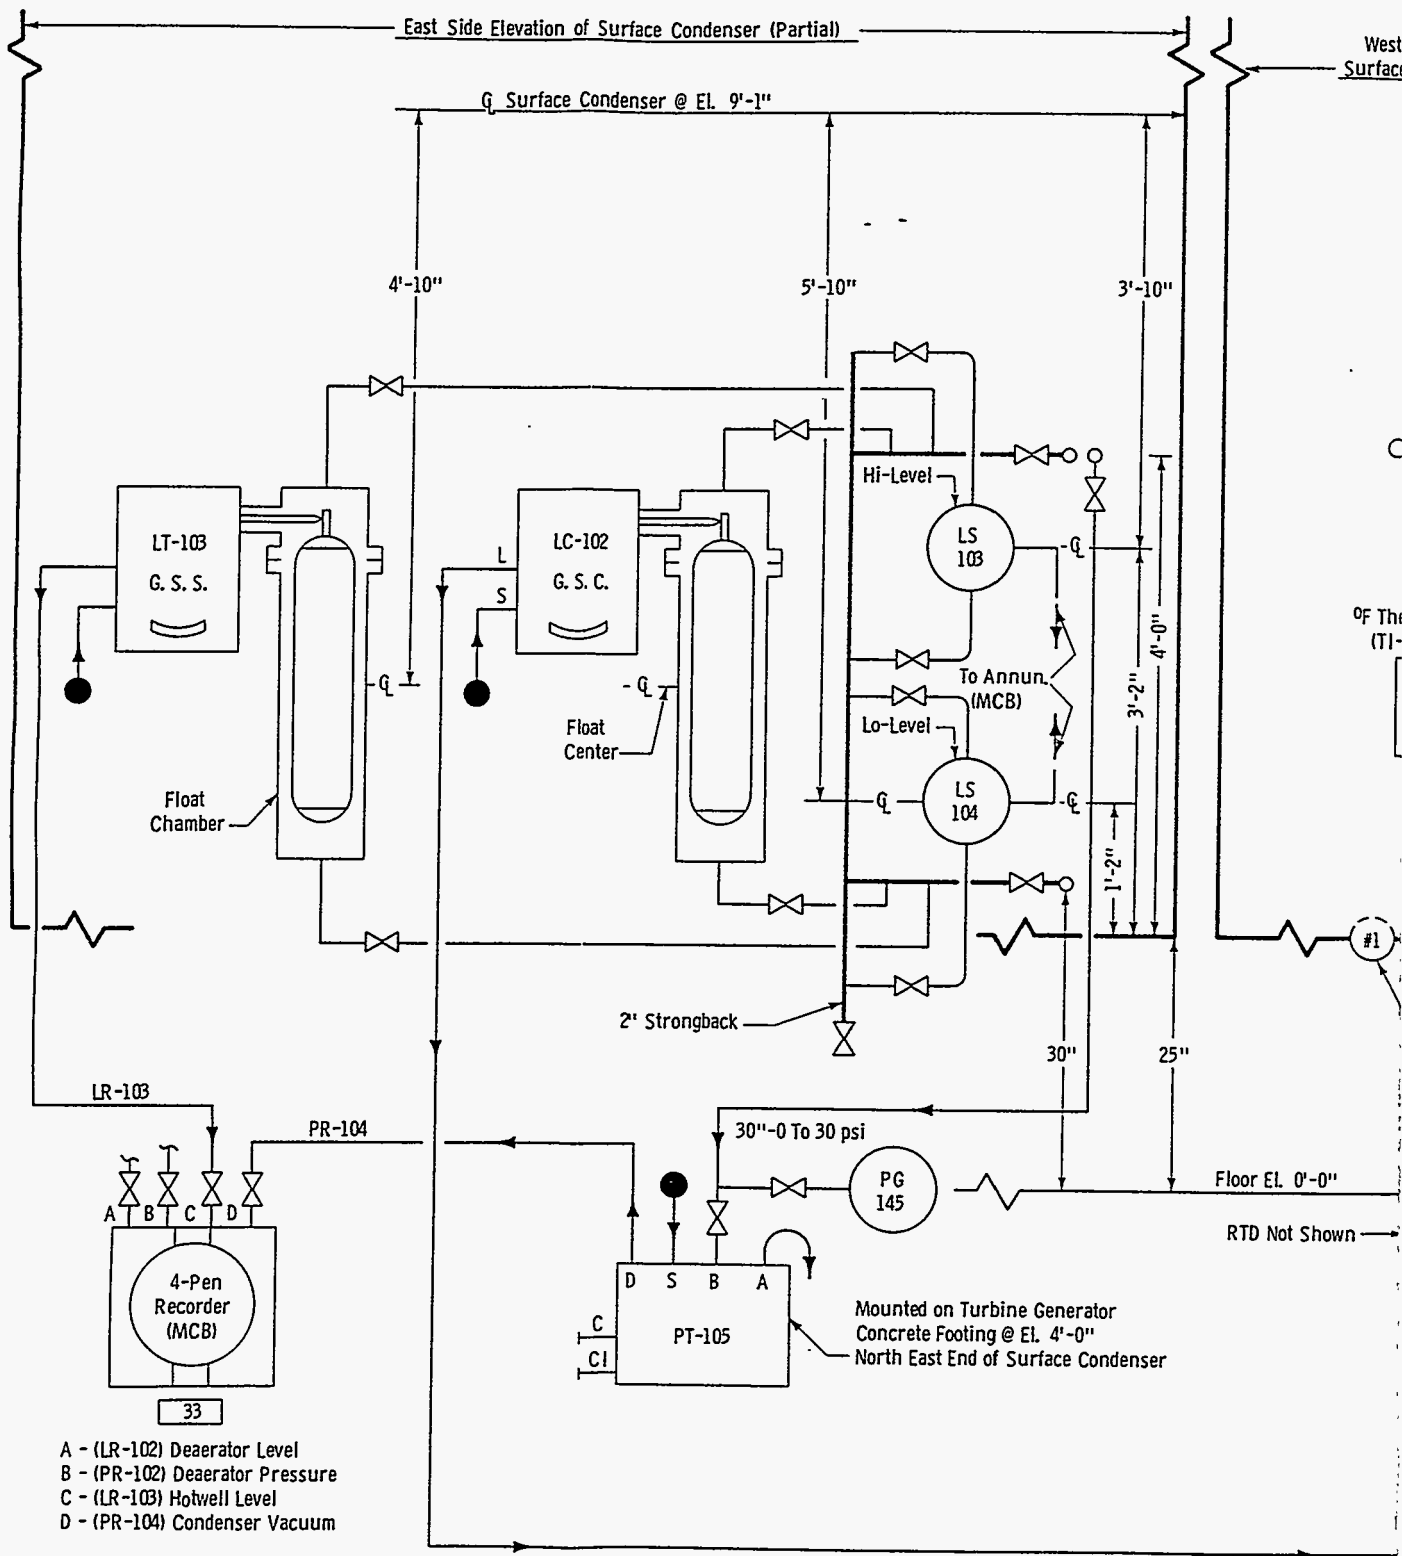 East Side Elevation of Surface Condenser (Partial)
West
Surface
℄ Surface Condenser @ El. 9'-1"
4'-10"
5'-10"
3'-10"
Hi-Level
LT-103
G. S. S.
LC-102
G. S. C.
L
S
LS
103
℄
4'-0"
3'-2"
°F The
(TI-
℄
℄
To Annun.
(MCB)
Float
Center
Lo-Level
LS
104
℄
℄
Float
Chamber
1'-2"
#1
2" Strongback
30"
25"
LR-103
PR-104
30"-0 To 30 psi
PG
145
Floor El. 0'-0"
RTD Not Shown
A
B
C
D
4-Pen
Recorder
(MCB)
33
D
S
B
A
C
C1
PT-105
Mounted on Turbine Generator
Concrete Footing @ El. 4'-0"
North East End of Surface Condenser
A - (LR-102) Deaerator Level
B - (PR-102) Deaerator Pressure
C - (LR-103) Hotwell Level
D - (PR-104) Condenser Vacuum